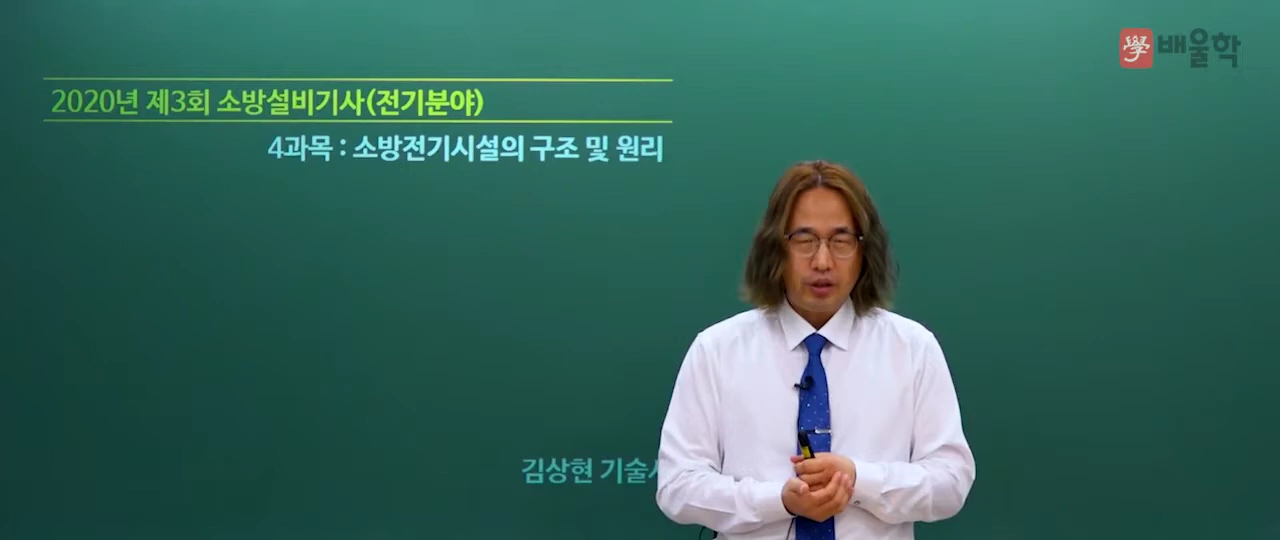 學 배울학
2020년 제3회 소방설비기사(전기분야)
4과목 : 소방전기시설의 구조 및 원리
김상현 기술